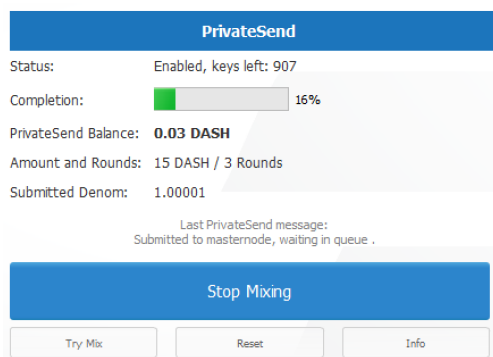 PrivateSend
Status: Enabled, keys left: 907
Completion: 16%
PrivateSend Balance: 0.03 DASH
Amount and Rounds: 15 DASH / 3 Rounds
Submitted Denom: 1.00001
Last PrivateSend message:
Submitted to masternode, waiting in queue .
Stop Mixing
Try Mix Reset Info